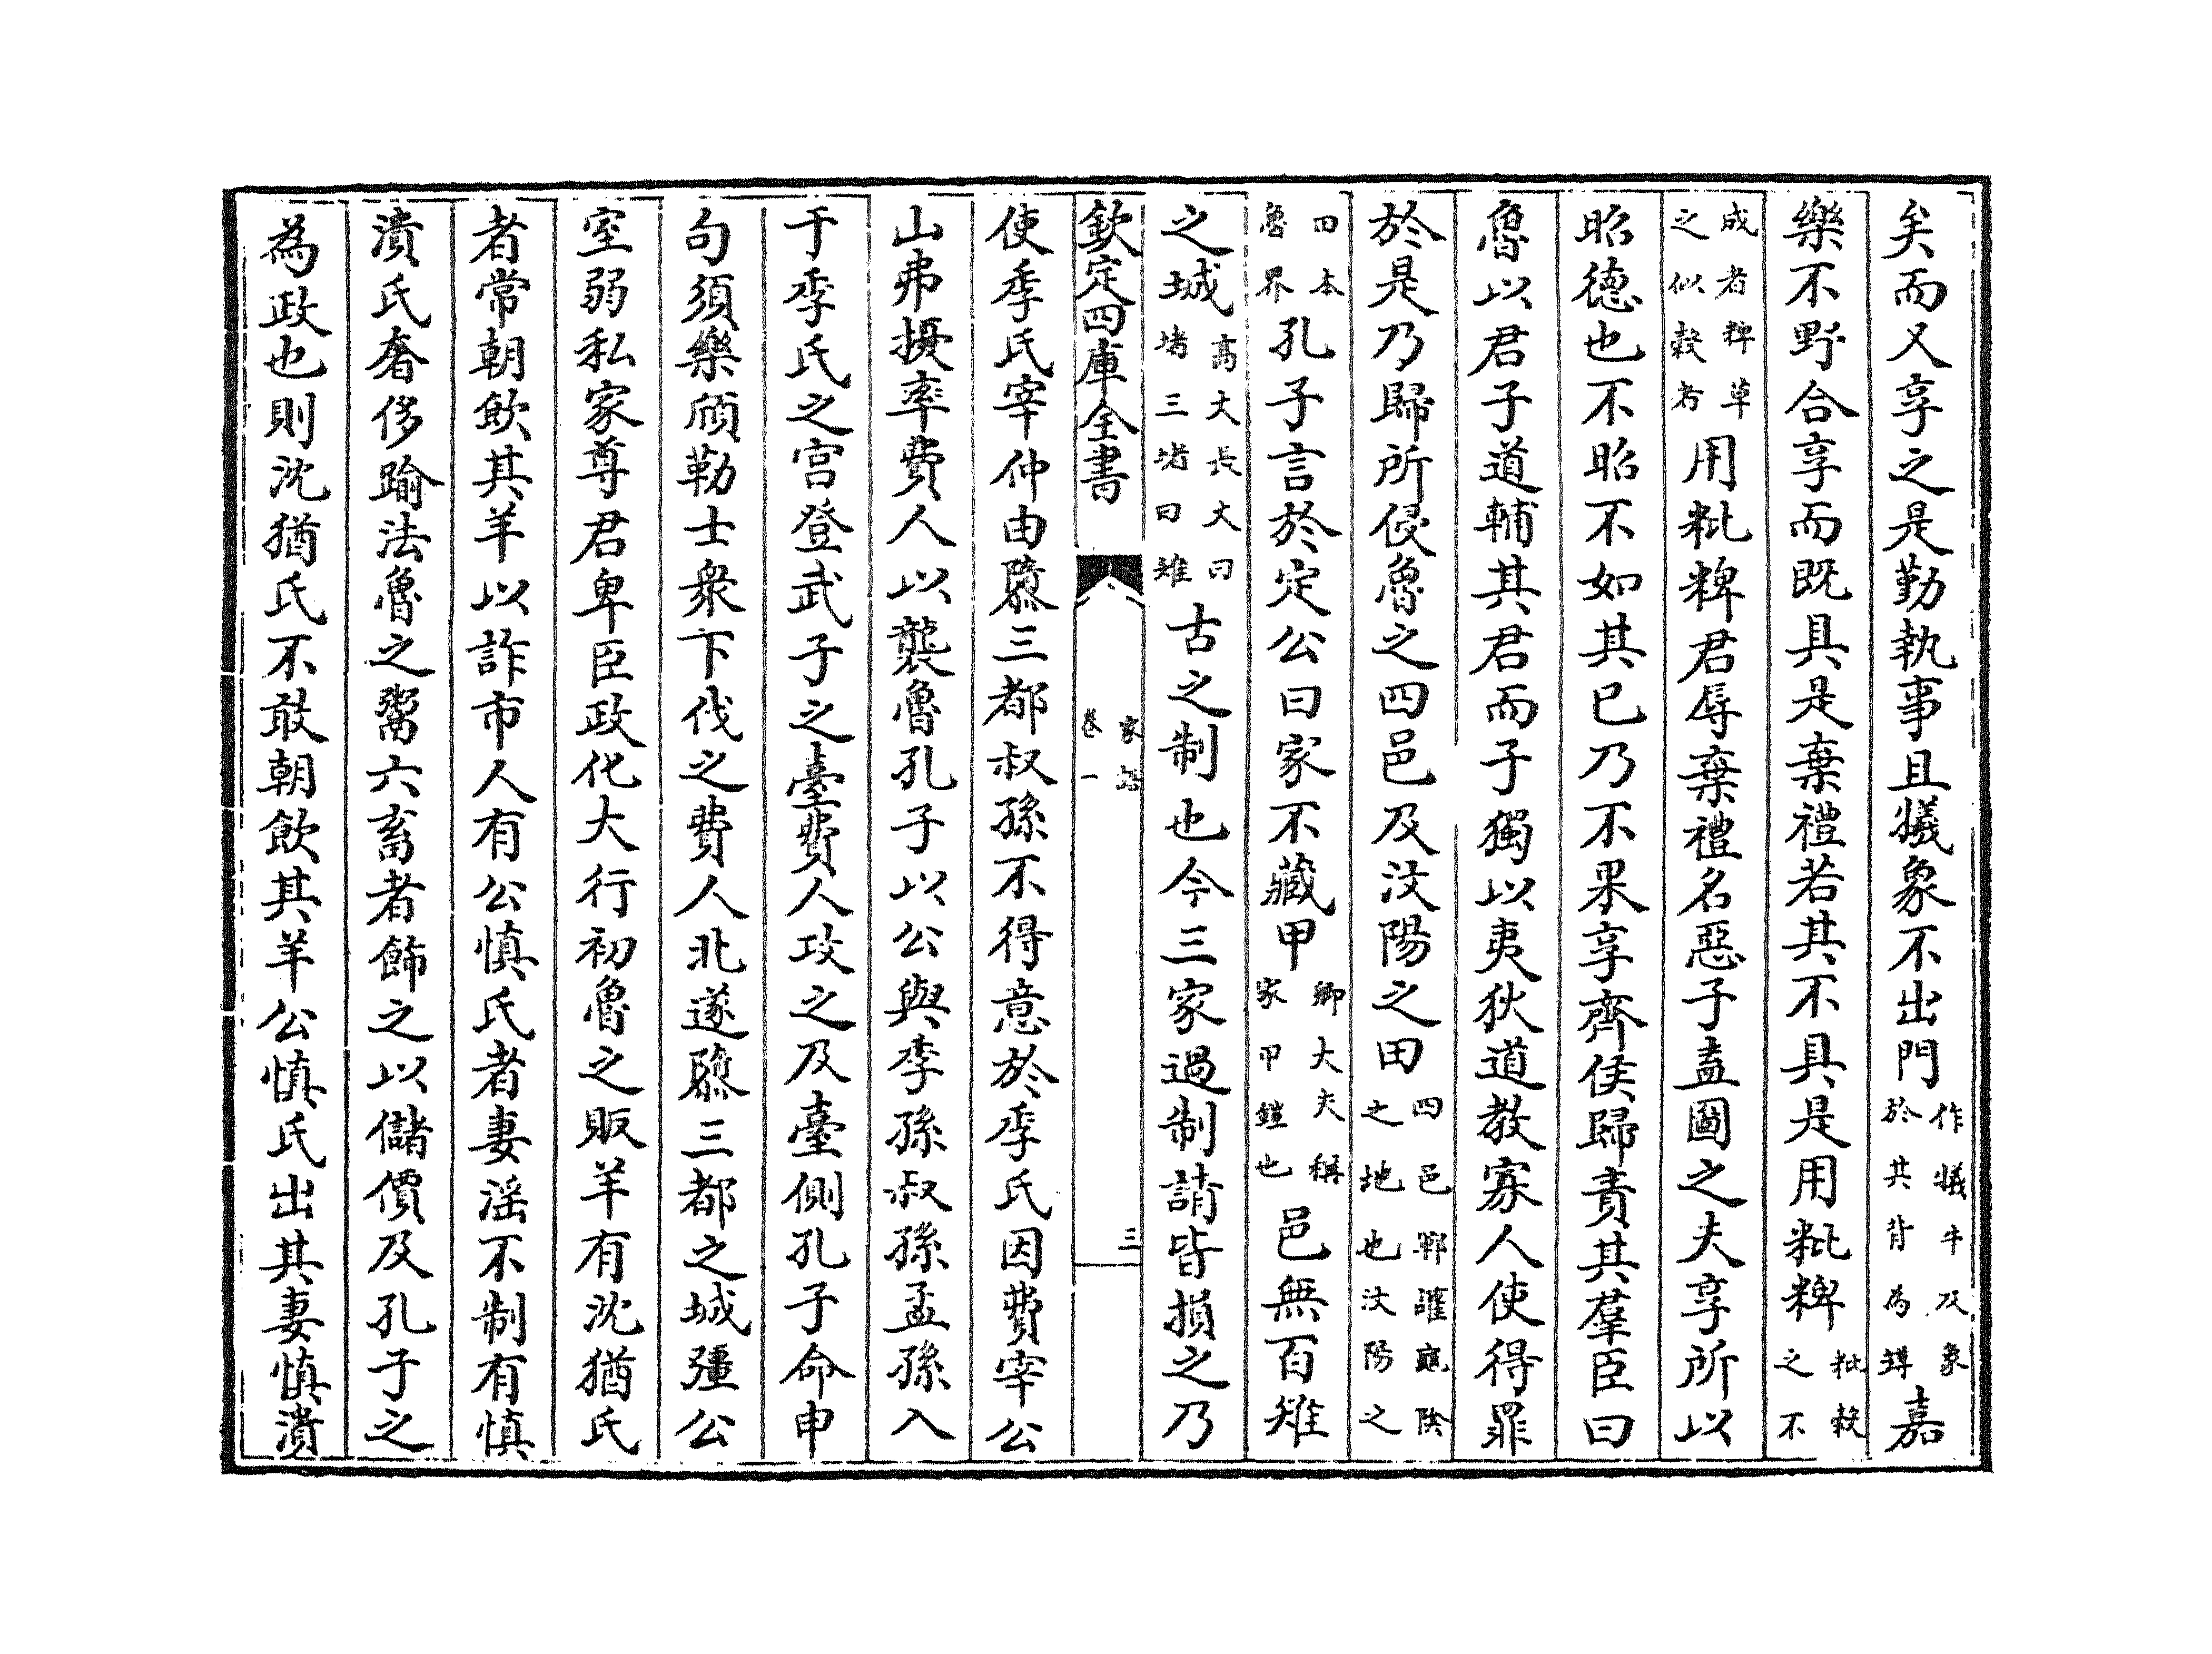 矣而又享之是勤執事且犧象不出門作犧牛及象於其背為罇嘉
樂不野合享而既具是棄禮若其不具是用粃粺粃榖之不
成者粺草之似榖者用粃粺君辱棄禮名惡子盍圖之夫享所以
昭徳也不昭不如其已乃不果享齊侯歸責其羣臣曰
魯以君子道輔其君而子獨以夷狄道教寡人使得罪
於是乃歸所侵魯之四邑及汶陽之田四邑鄆讙龜陰之地也汶陽之
田本魯界孔子言於定公曰家不藏甲卿大夫稱家甲鎧也邑無百雉
之城髙丈長丈曰堵三堵曰雉古之制也今三家過制請皆損之乃
欽定四庫全書 家語卷一 三
使季氏宰仲由隳三都叔孫不得意於季氏因費宰公
山弗擾率費人以襲魯孔子以公與季孫叔孫孟孫入
于季氏之宫登武子之臺費人攻之及臺側孔子命申
句須樂頎勒士衆下伐之費人北遂隳三都之城彊公
室弱私家尊君卑臣政化大行初魯之販羊有沈猶氏
者常朝飲其羊以詐市人有公慎氏者妻淫不制有慎
潰氏奢侈踰法魯之鬻六畜者飾之以儲價及孔子之
為政也則沈猶氏不敢朝飲其羊公慎氏出其妻慎潰